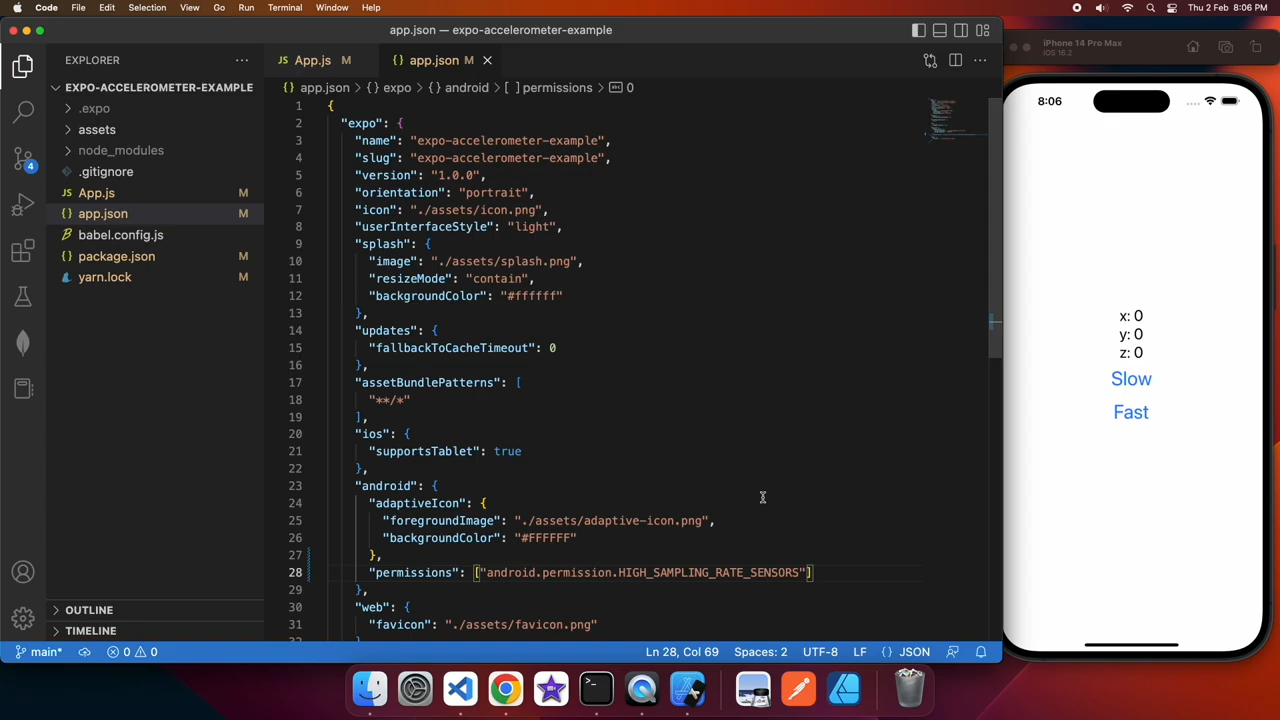 Code File Edit Selection View Go Run Terminal Window Help Thu 2 Feb 8:06 PM
app.json — expo-accelerometer-example
EXPLORER
EXPO-ACCELEROMETER-EXAMPLE
.expo
assets
node_modules
.gitignore
JS App.js M
{} app.json M
babel.config.js
{} package.json M
yarn.lock M
4
OUTLINE
TIMELINE
JS App.js M {} app.json M
{} app.json > {} expo > {} android > [ ] permissions > 0
1 {
2 "expo": {
3 "name": "expo-accelerometer-example",
4 "slug": "expo-accelerometer-example",
5 "version": "1.0.0",
6 "orientation": "portrait",
7 "icon": "./assets/icon.png",
8 "userInterfaceStyle": "light",
9 "splash": {
10 "image": "./assets/splash.png",
11 "resizeMode": "contain",
12 "backgroundColor": "#ffffff"
13 },
14 "updates": {
15 "fallbackToCacheTimeout": 0
16 },
17 "assetBundlePatterns": [
18 "**/*"
19 ],
20 "ios": {
21 "supportsTablet": true
22 },
23 "android": {
24 "adaptiveIcon": {
25 "foregroundImage": "./assets/adaptive-icon.png",
26 "backgroundColor": "#FFFFFF"
27 },
28 "permissions": ["android.permission.HIGH_SAMPLING_RATE_SENSORS"]
29 },
30 "web": {
31 "favicon": "./assets/favicon.png"
main* 0 0 Ln 28, Col 69 Spaces: 2 UTF-8 LF {} JSON
iPhone 14 Pro Max
iOS 16.2
8:06
x: 0
y: 0
z: 0
Slow
Fast